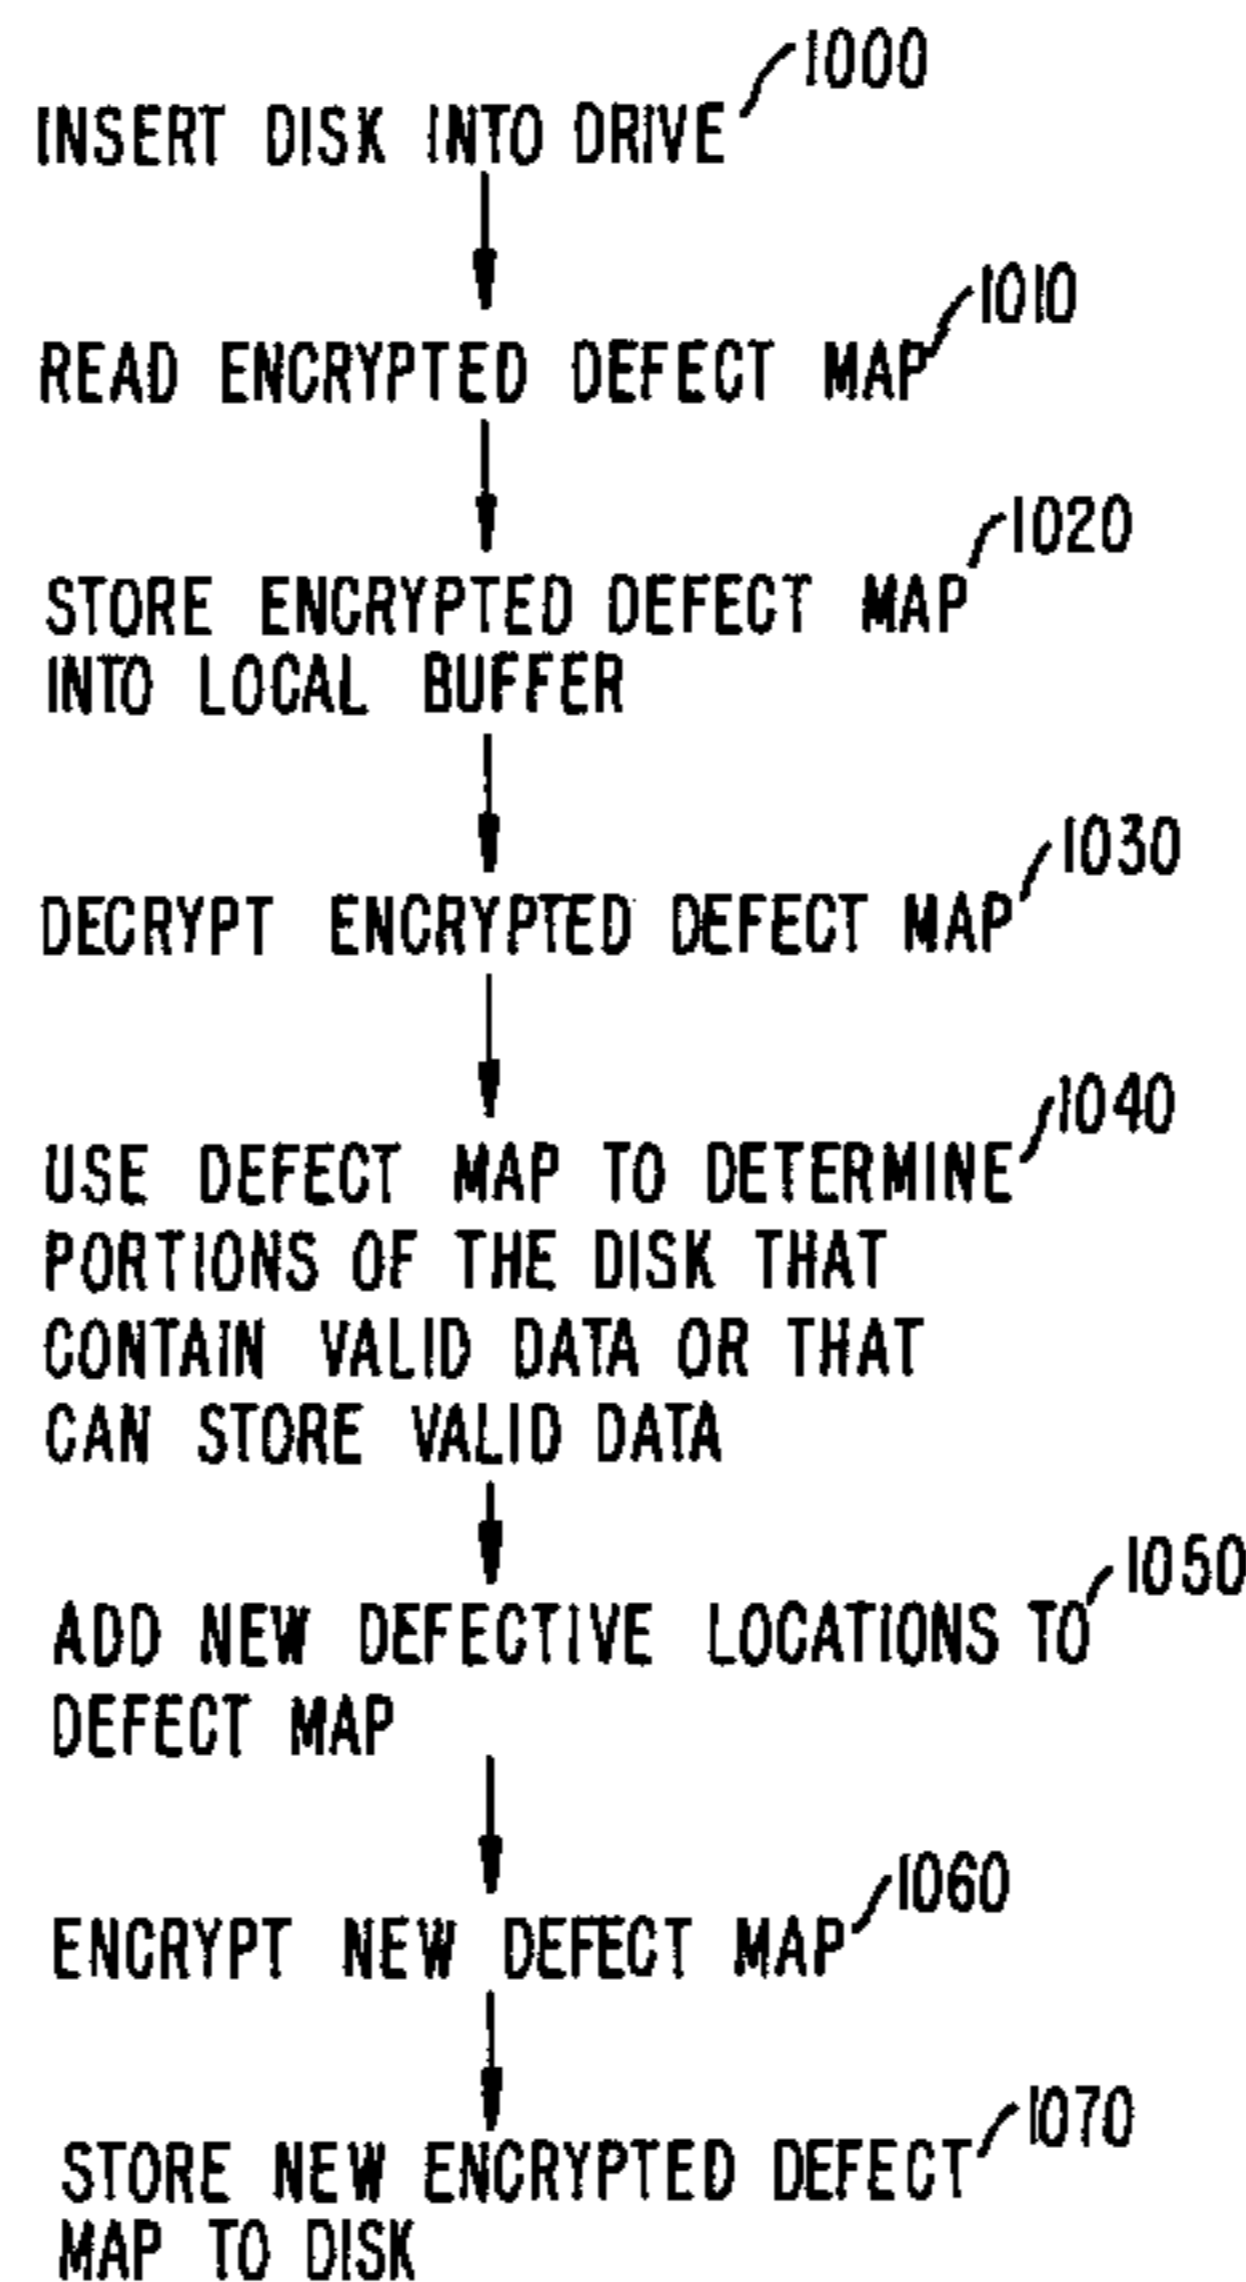 1000
INSERT DISK INTO DRIVE
1010
READ ENCRYPTED DEFECT MAP
1020
STORE ENCRYPTED DEFECT MAP
INTO LOCAL BUFFER
1030
DECRYPT ENCRYPTED DEFECT MAP
1040
USE DEFECT MAP TO DETERMINE
PORTIONS OF THE DISK THAT
CONTAIN VALID DATA OR THAT
CAN STORE VALID DATA
1050
ADD NEW DEFECTIVE LOCATIONS TO
DEFECT MAP
1060
ENCRYPT NEW DEFECT MAP
1070
STORE NEW ENCRYPTED DEFECT
MAP TO DISK